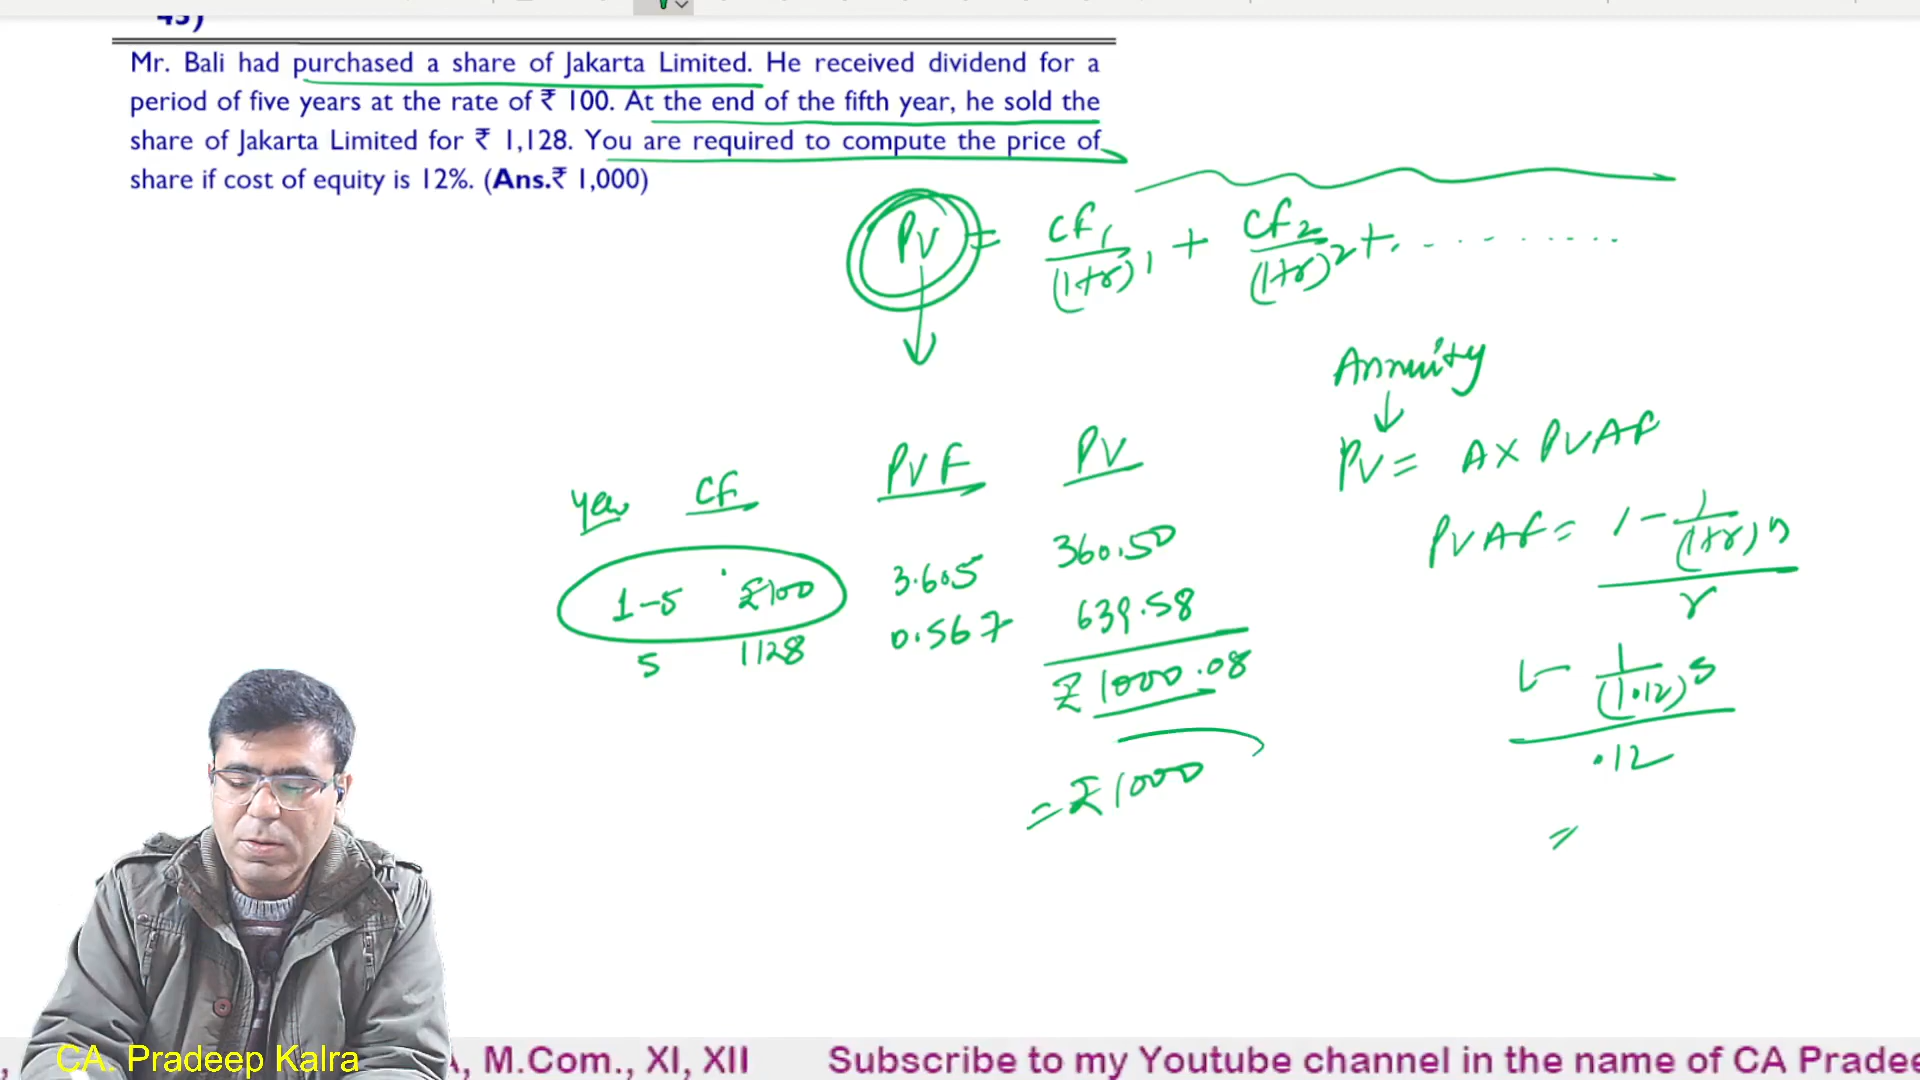 45)
Mr. Bali had purchased a share of Jakarta Limited. He received dividend for a
period of five years at the rate of ₹ 100. At the end of the fifth year, he sold the
share of Jakarta Limited for ₹ 1,128. You are required to compute the price of
share if cost of equity is 12%. (Ans.₹ 1,000)
PV = CF1/(1+r)1 + CF2/(1+r)2 + ..........
Annuity
PV = A X PVAF
Year CF PVF PV
PVAF = 1 - 1/(1+r)n / r
1-5 ₹100 3.605 360.50
5 1128 0.567 639.58
₹1000.08
1 - 1/(1.12)5 / .12
= ₹1000
=
CA. Pradeep Kalra
A, M.Com., XI, XII Subscribe to my Youtube channel in the name of CA Pradee